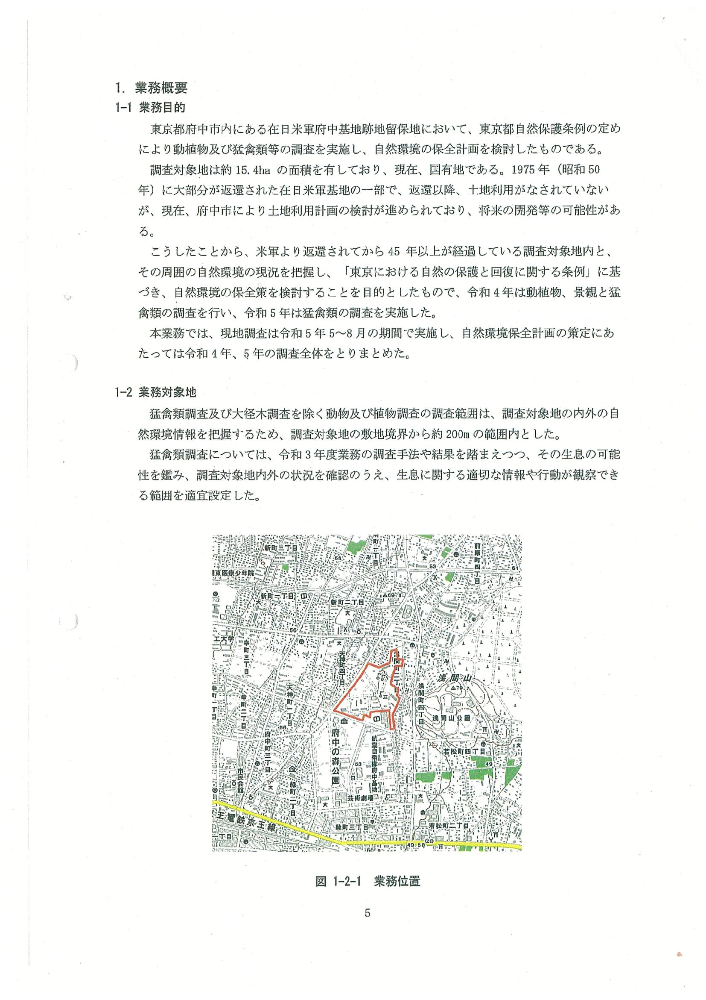 1. 業務概要
1-1 業務目的
東京都府中市内にある在日米軍府中基地跡地留保地において、東京都自然保護条例の定め
により動植物及び猛禽類等の調査を実施し、自然環境の保全計画を検討したものである。
調査対象地は約 15.4ha の面積を有しており、現在、国有地である。1975 年（昭和 50
年）に大部分が返還された在日米軍基地の一部で、返還以降、土地利用がなされていない
が、現在、府中市により土地利用計画の検討が進められており、将来の開発等の可能性があ
る。
こうしたことから、米軍より返還されてから 45 年以上が経過している調査対象地内と、
その周囲の自然環境の現況を把握し、「東京における自然の保護と回復に関する条例」に基
づき、自然環境の保全策を検討することを目的としたもので、令和 4 年は動植物、景観と猛
禽類の調査を行い、令和 5 年は猛禽類の調査を実施した。
本業務では、現地調査は令和 5 年 5～8 月の期間で実施し、自然環境保全計画の策定にあ
たっては令和 4 年、5 年の調査全体をとりまとめた。
1-2 業務対象地
猛禽類調査及び大径木調査を除く動物及び植物調査の調査範囲は、調査対象地の内外の自
然環境情報を把握するため、調査対象地の敷地境界から約 200m の範囲内とした。
猛禽類調査については、令和 3 年度業務の調査手法や結果を踏まえつつ、その生息の可能
性を鑑み、調査対象地内外の状況を確認のうえ、生息に関する適切な情報や行動が観察でき
る範囲を適宜設定した。
新町三丁目
前原町四丁目
東医療少年院
新町一丁目
新町二丁目
工大学
幸町三丁目
天神町四丁目
浅間山
浅間町四丁目
天神町一丁目
幸町二丁目
浅間山公園
府中の森公園
府中町三丁目
航空自衛隊府中基地
若松町四丁目
市民会館
緑町二丁目
芸術劇場
王電鉄京王線
緑町三丁目
若松町二丁目
一丁目
図 1-2-1 業務位置
5